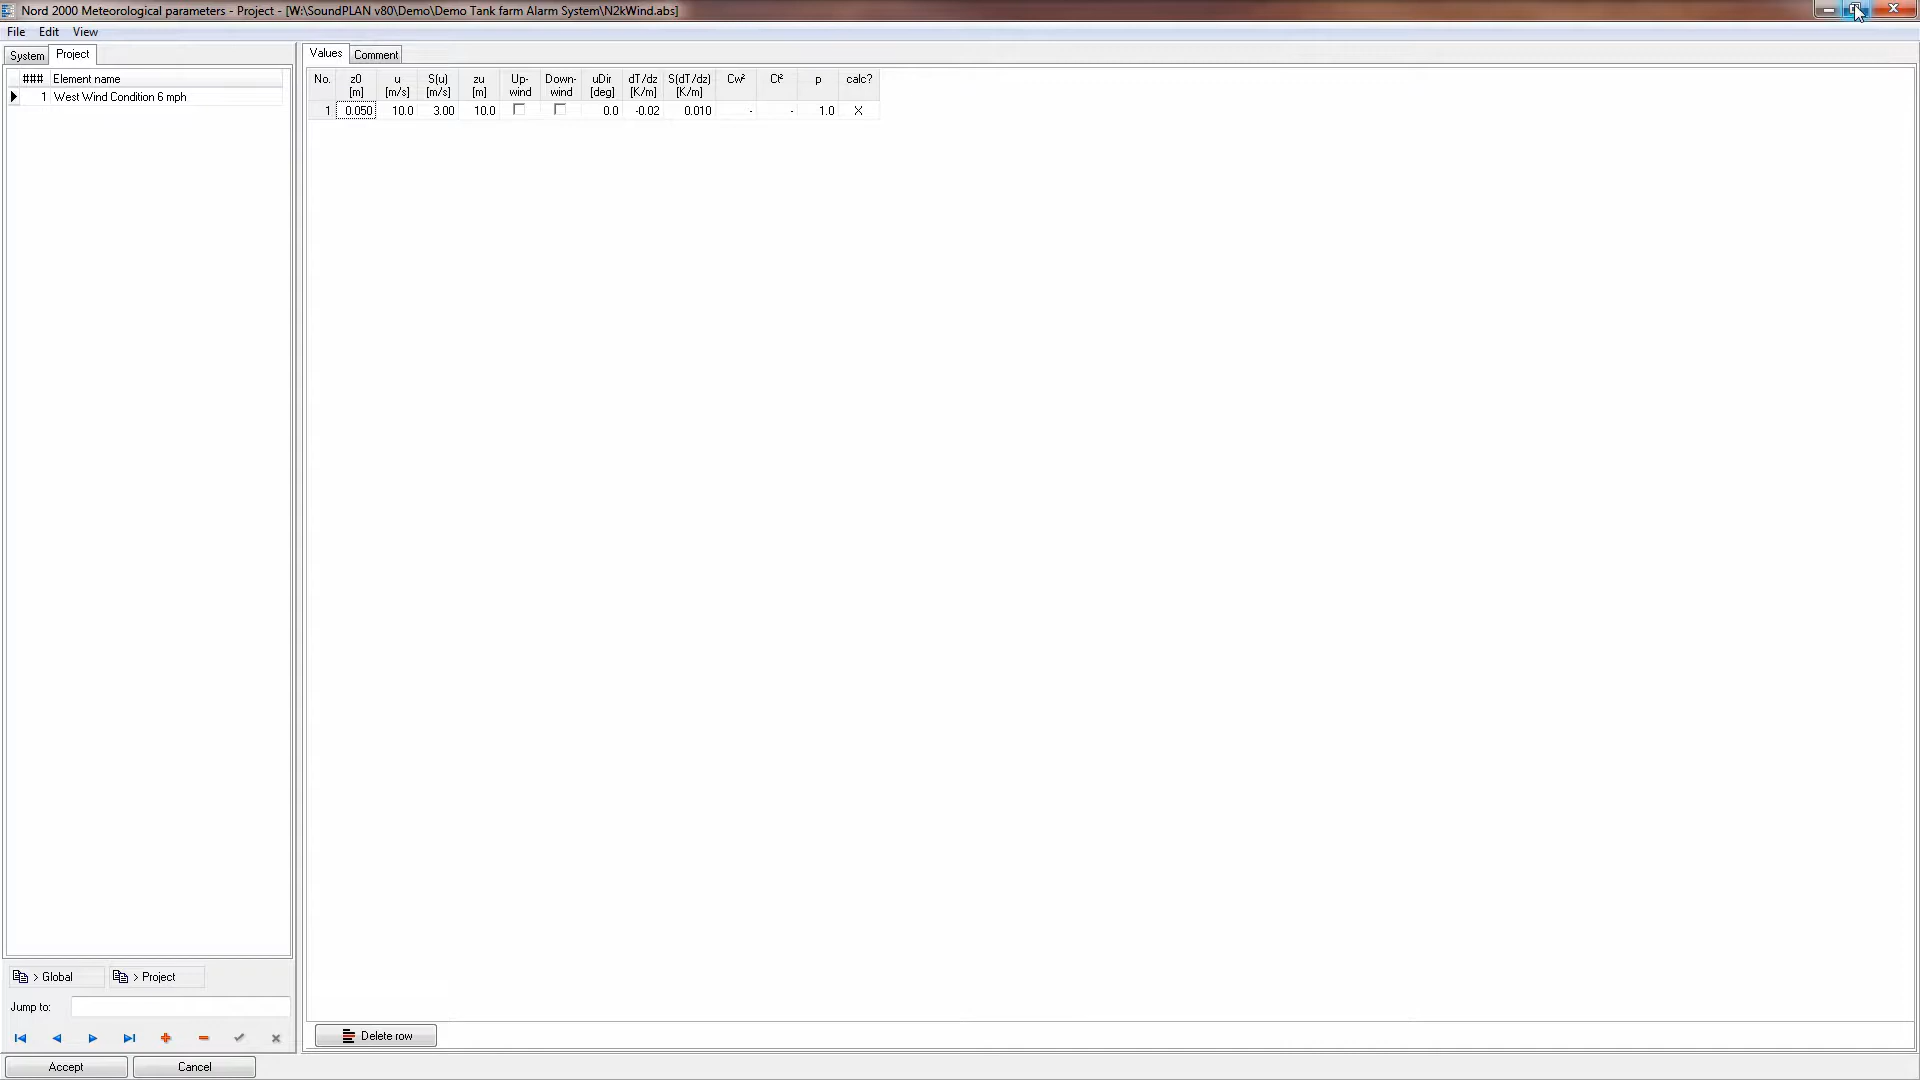 Nord 2000 Meteorological parameters - Project - [W:\SoundPLAN v80\Demo\Demo Tank farm Alarm System\N2kWind.abs]
File Edit View
System Project
### Element name
1 West Wind Condition 6 mph
Values Comment
No. z0 u S(u) zu Up- Down- uDir dT/dz S(dT/dz) Cw² Ct² p calc?
[m] [m/s] [m/s] [m] wind wind [deg] [K/m] [K/m]
1 0.050 10.0 3.00 10.0 0.0 -0.02 0.010 - - 1.0 X
> Global > Project
Jump to:
Delete row
Accept Cancel